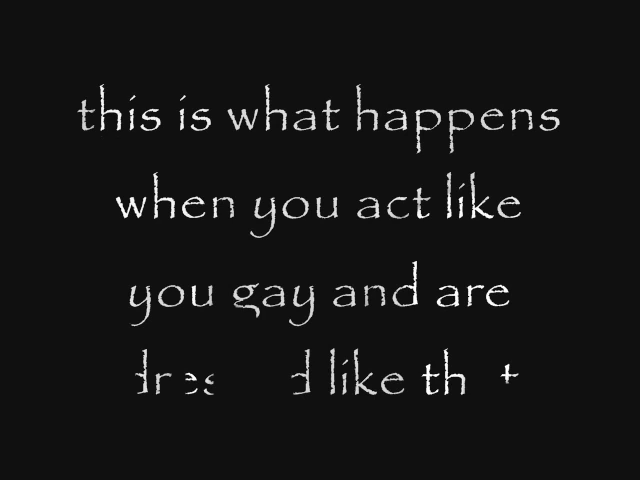 this is what happens
when you act like
you gay and are
like